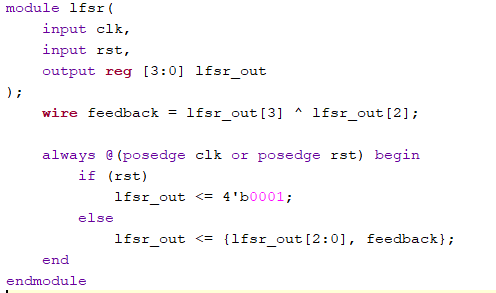 module lfsr(
    input clk,
    input rst,
    output reg [3:0] lfsr_out
);
    wire feedback = lfsr_out[3] ^ lfsr_out[2];

    always @(posedge clk or posedge rst) begin
        if (rst)
            lfsr_out <= 4'b0001;
        else
            lfsr_out <= {lfsr_out[2:0], feedback};
    end
endmodule